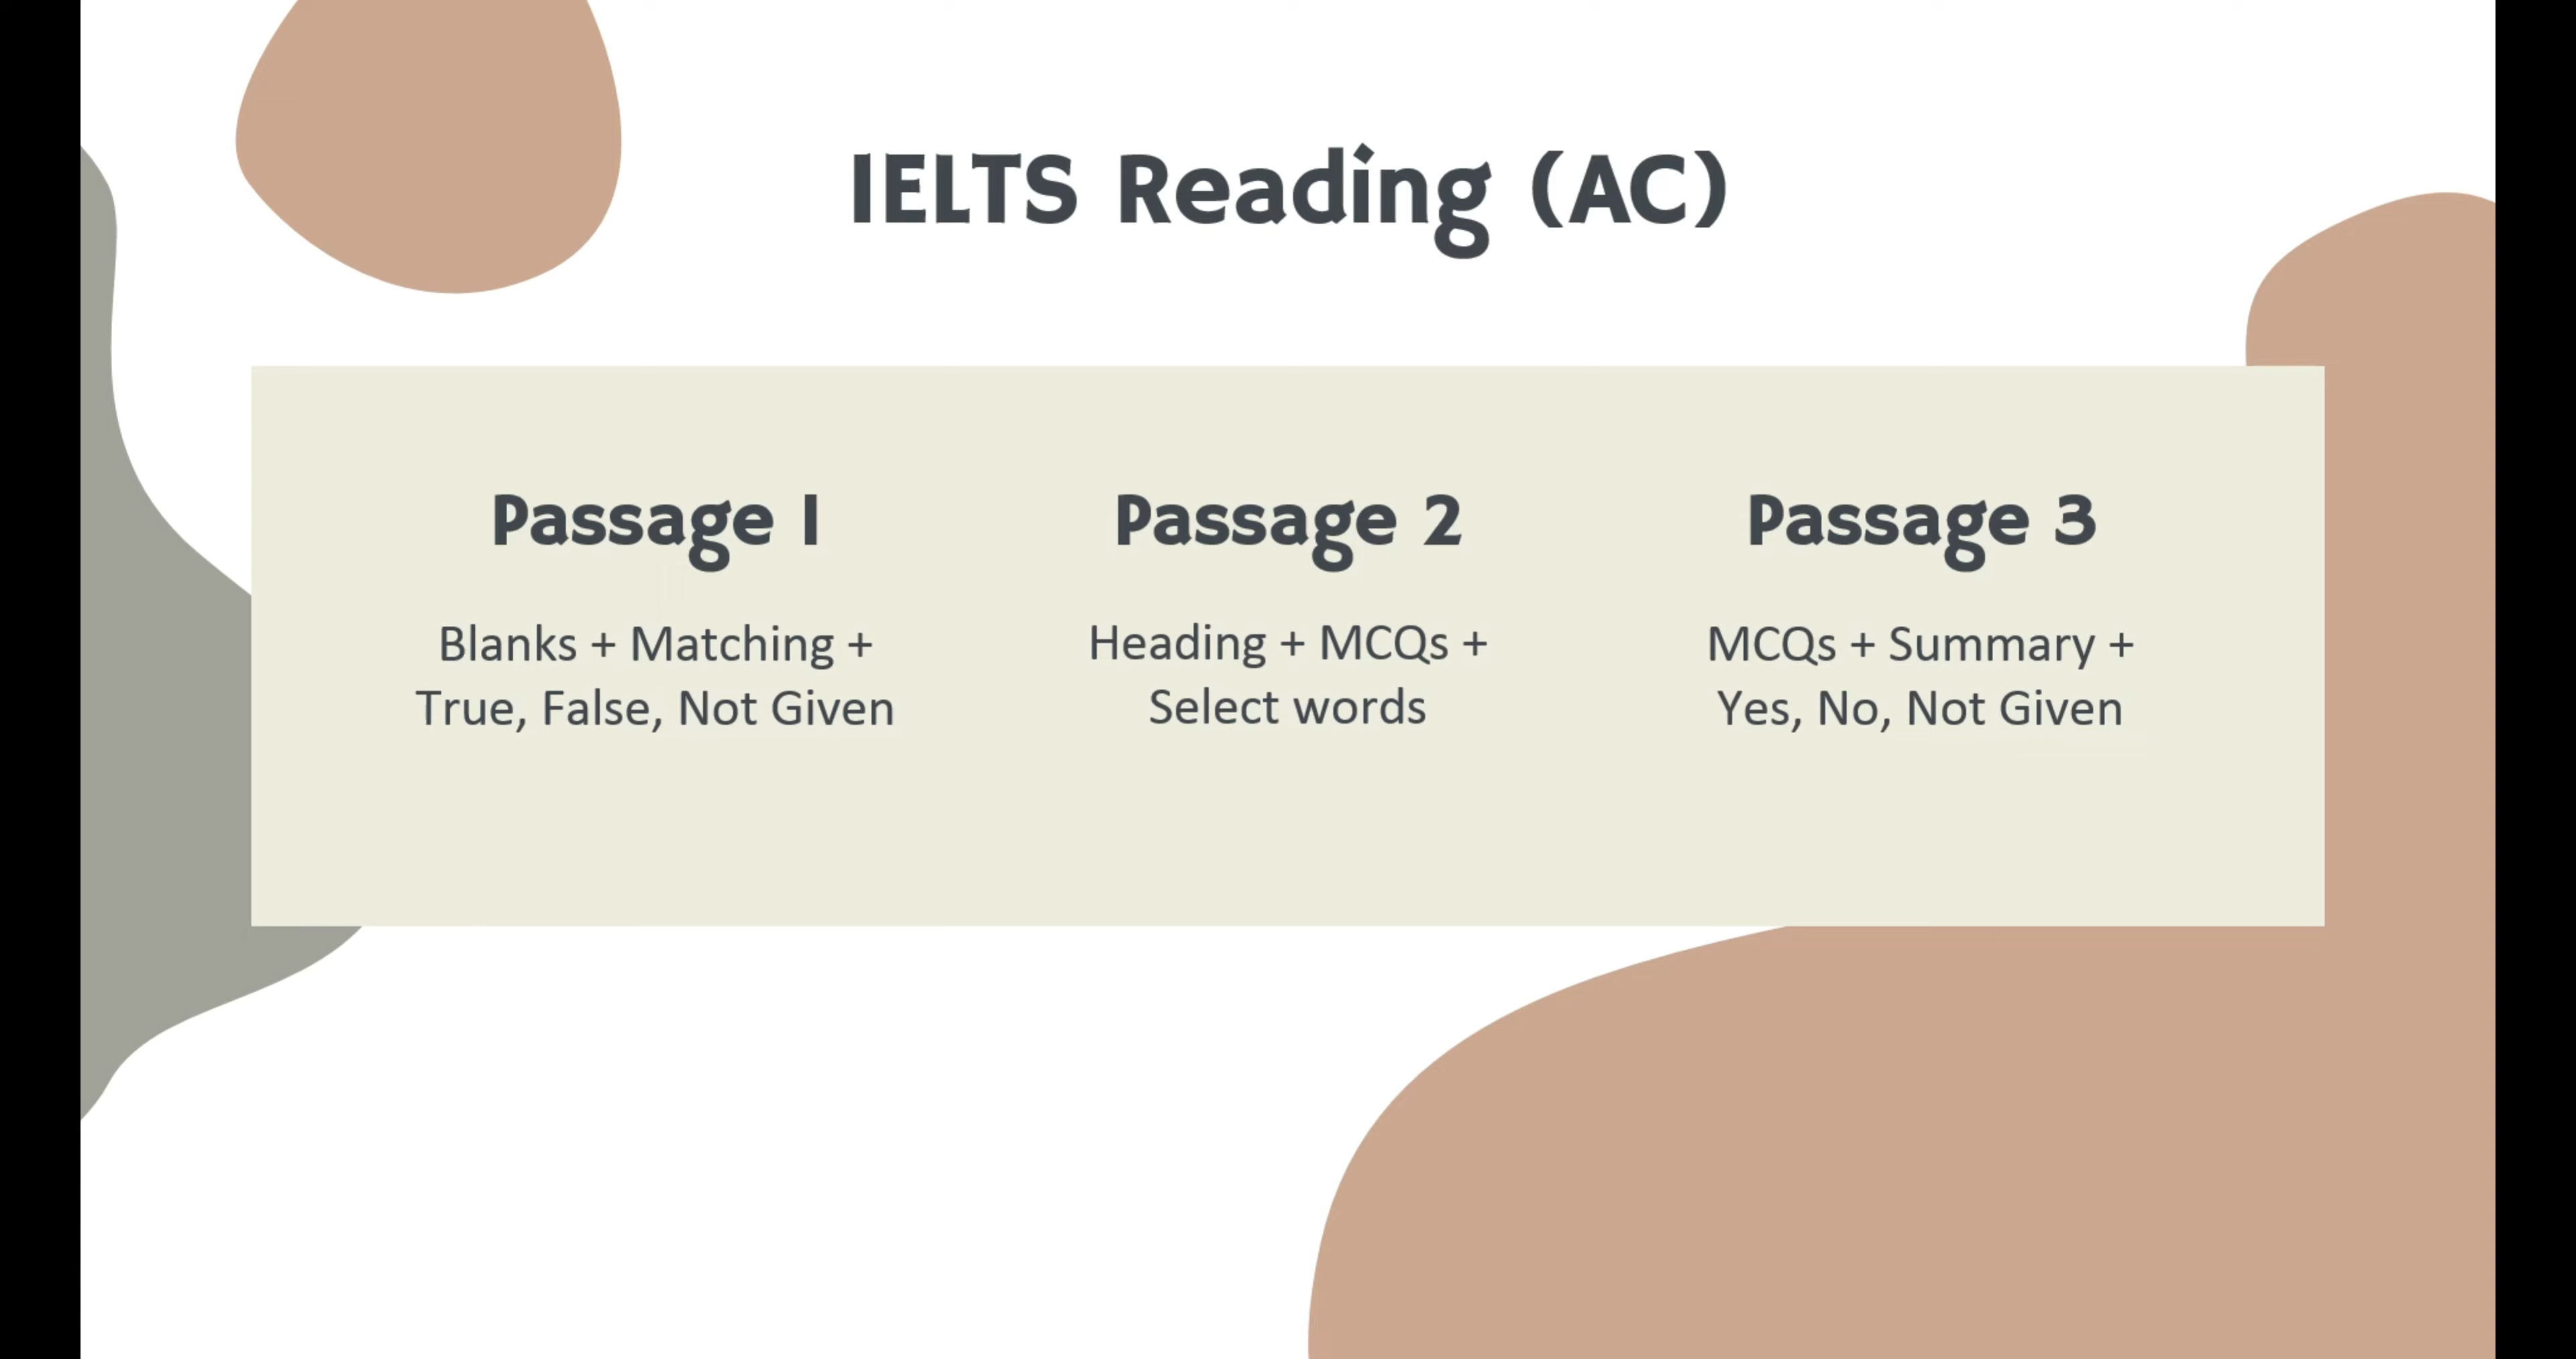 IELTS Reading (AC)
Passage 1
Blanks + Matching +
True, False, Not Given
Passage 2
Heading + MCQs +
Select words
Passage 3
MCQs + Summary +
Yes, No, Not Given